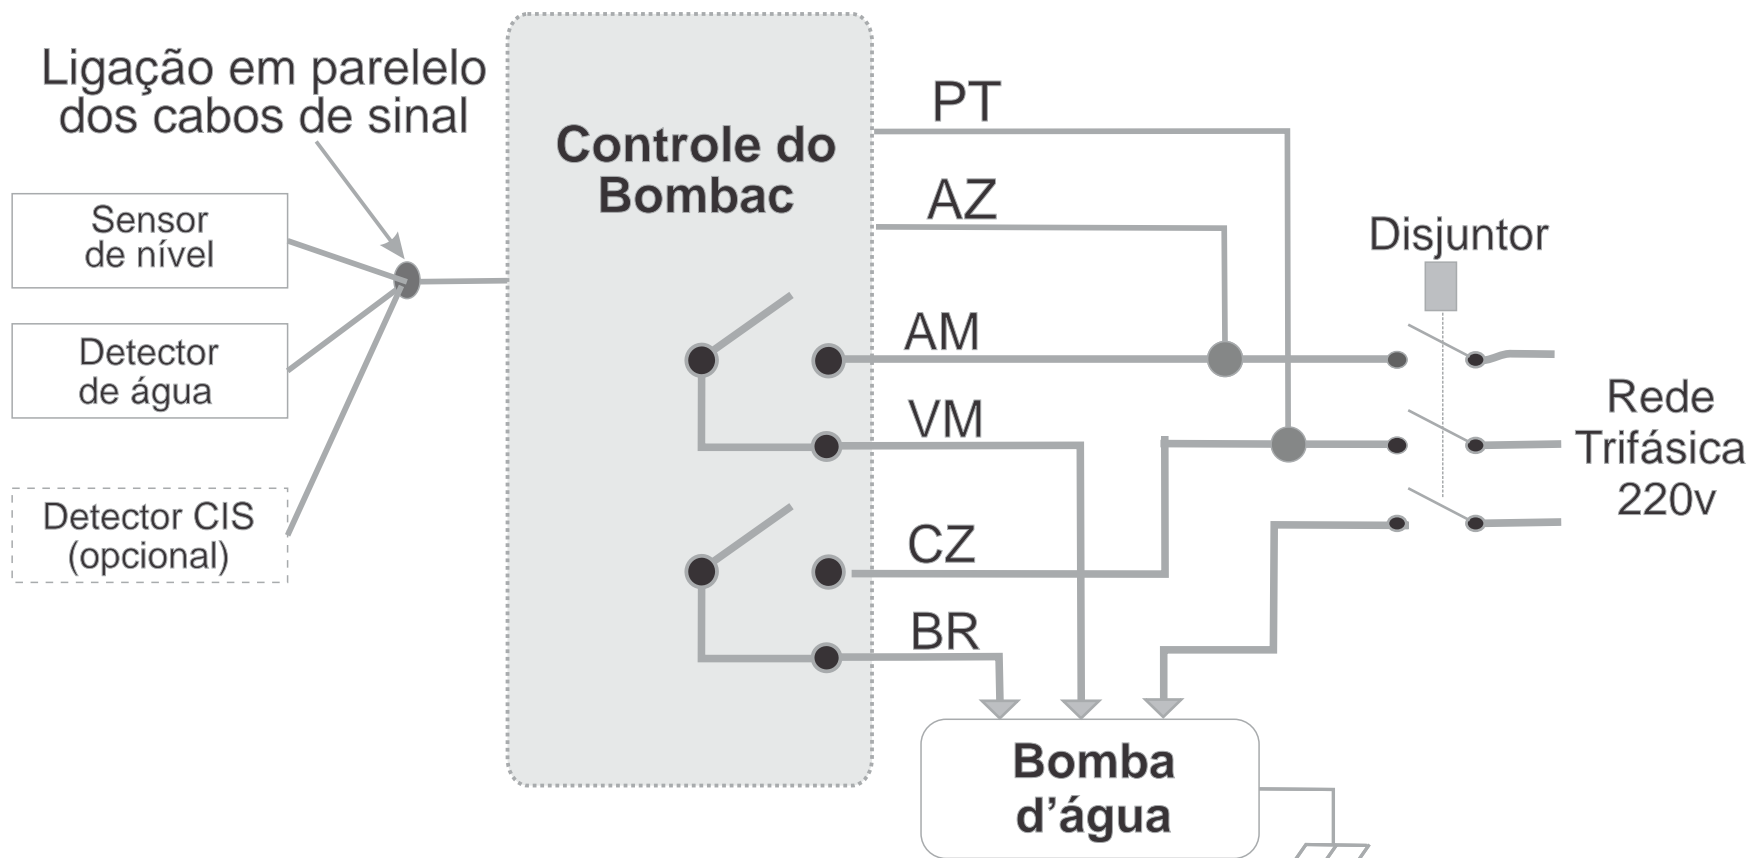 Ligação em parelelo
dos cabos de sinal
Sensor
de nível
Detector
de água
Detector CIS
(opcional)
Controle do
Bombac
PT
AZ
AM
VM
CZ
BR
Disjuntor
Rede
Trifásica
220v
Bomba
d’água